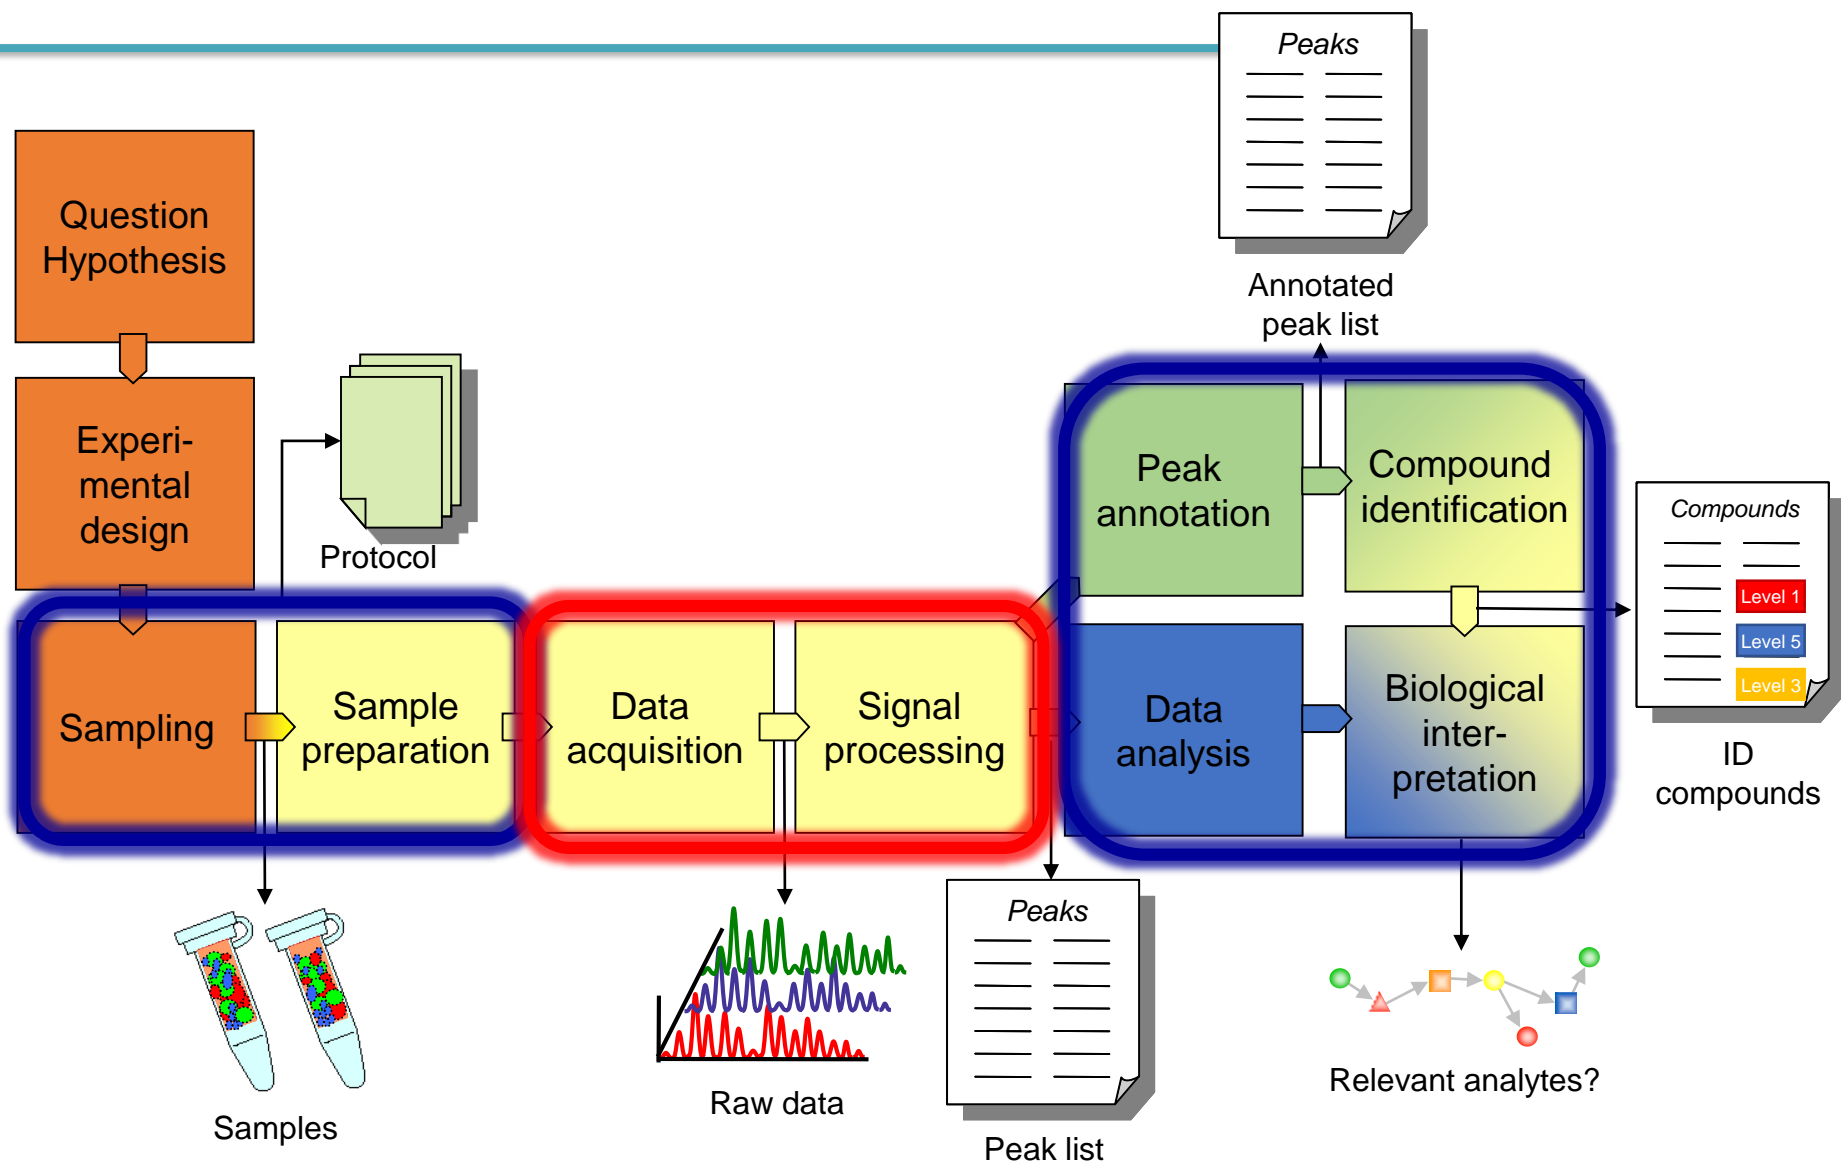 Peaks
Annotated
peak list
Question
Hypothesis
Experi-
mental
design
Protocol
Peak
annotation
Compound
identification
Compounds
Level 1
Level 5
Level 3
ID
compounds
Sampling
Sample
preparation
Data
acquisition
Signal
processing
Data
analysis
Biological
inter-
pretation
Samples
Raw data
Peaks
Peak list
Relevant analytes?